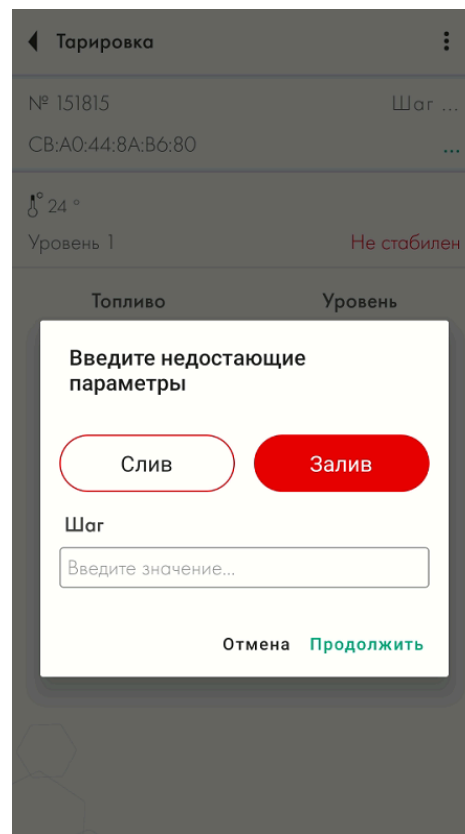 Тарировка
№ 151815
Шаг ...
CB:A0:44:8A:B6:80
...
24 °
Уровень 1
Не стабилен
Топливо
Уровень
Введите недостающие
параметры
Слив
Залив
Шаг
Введите значение...
Отмена
Продолжить